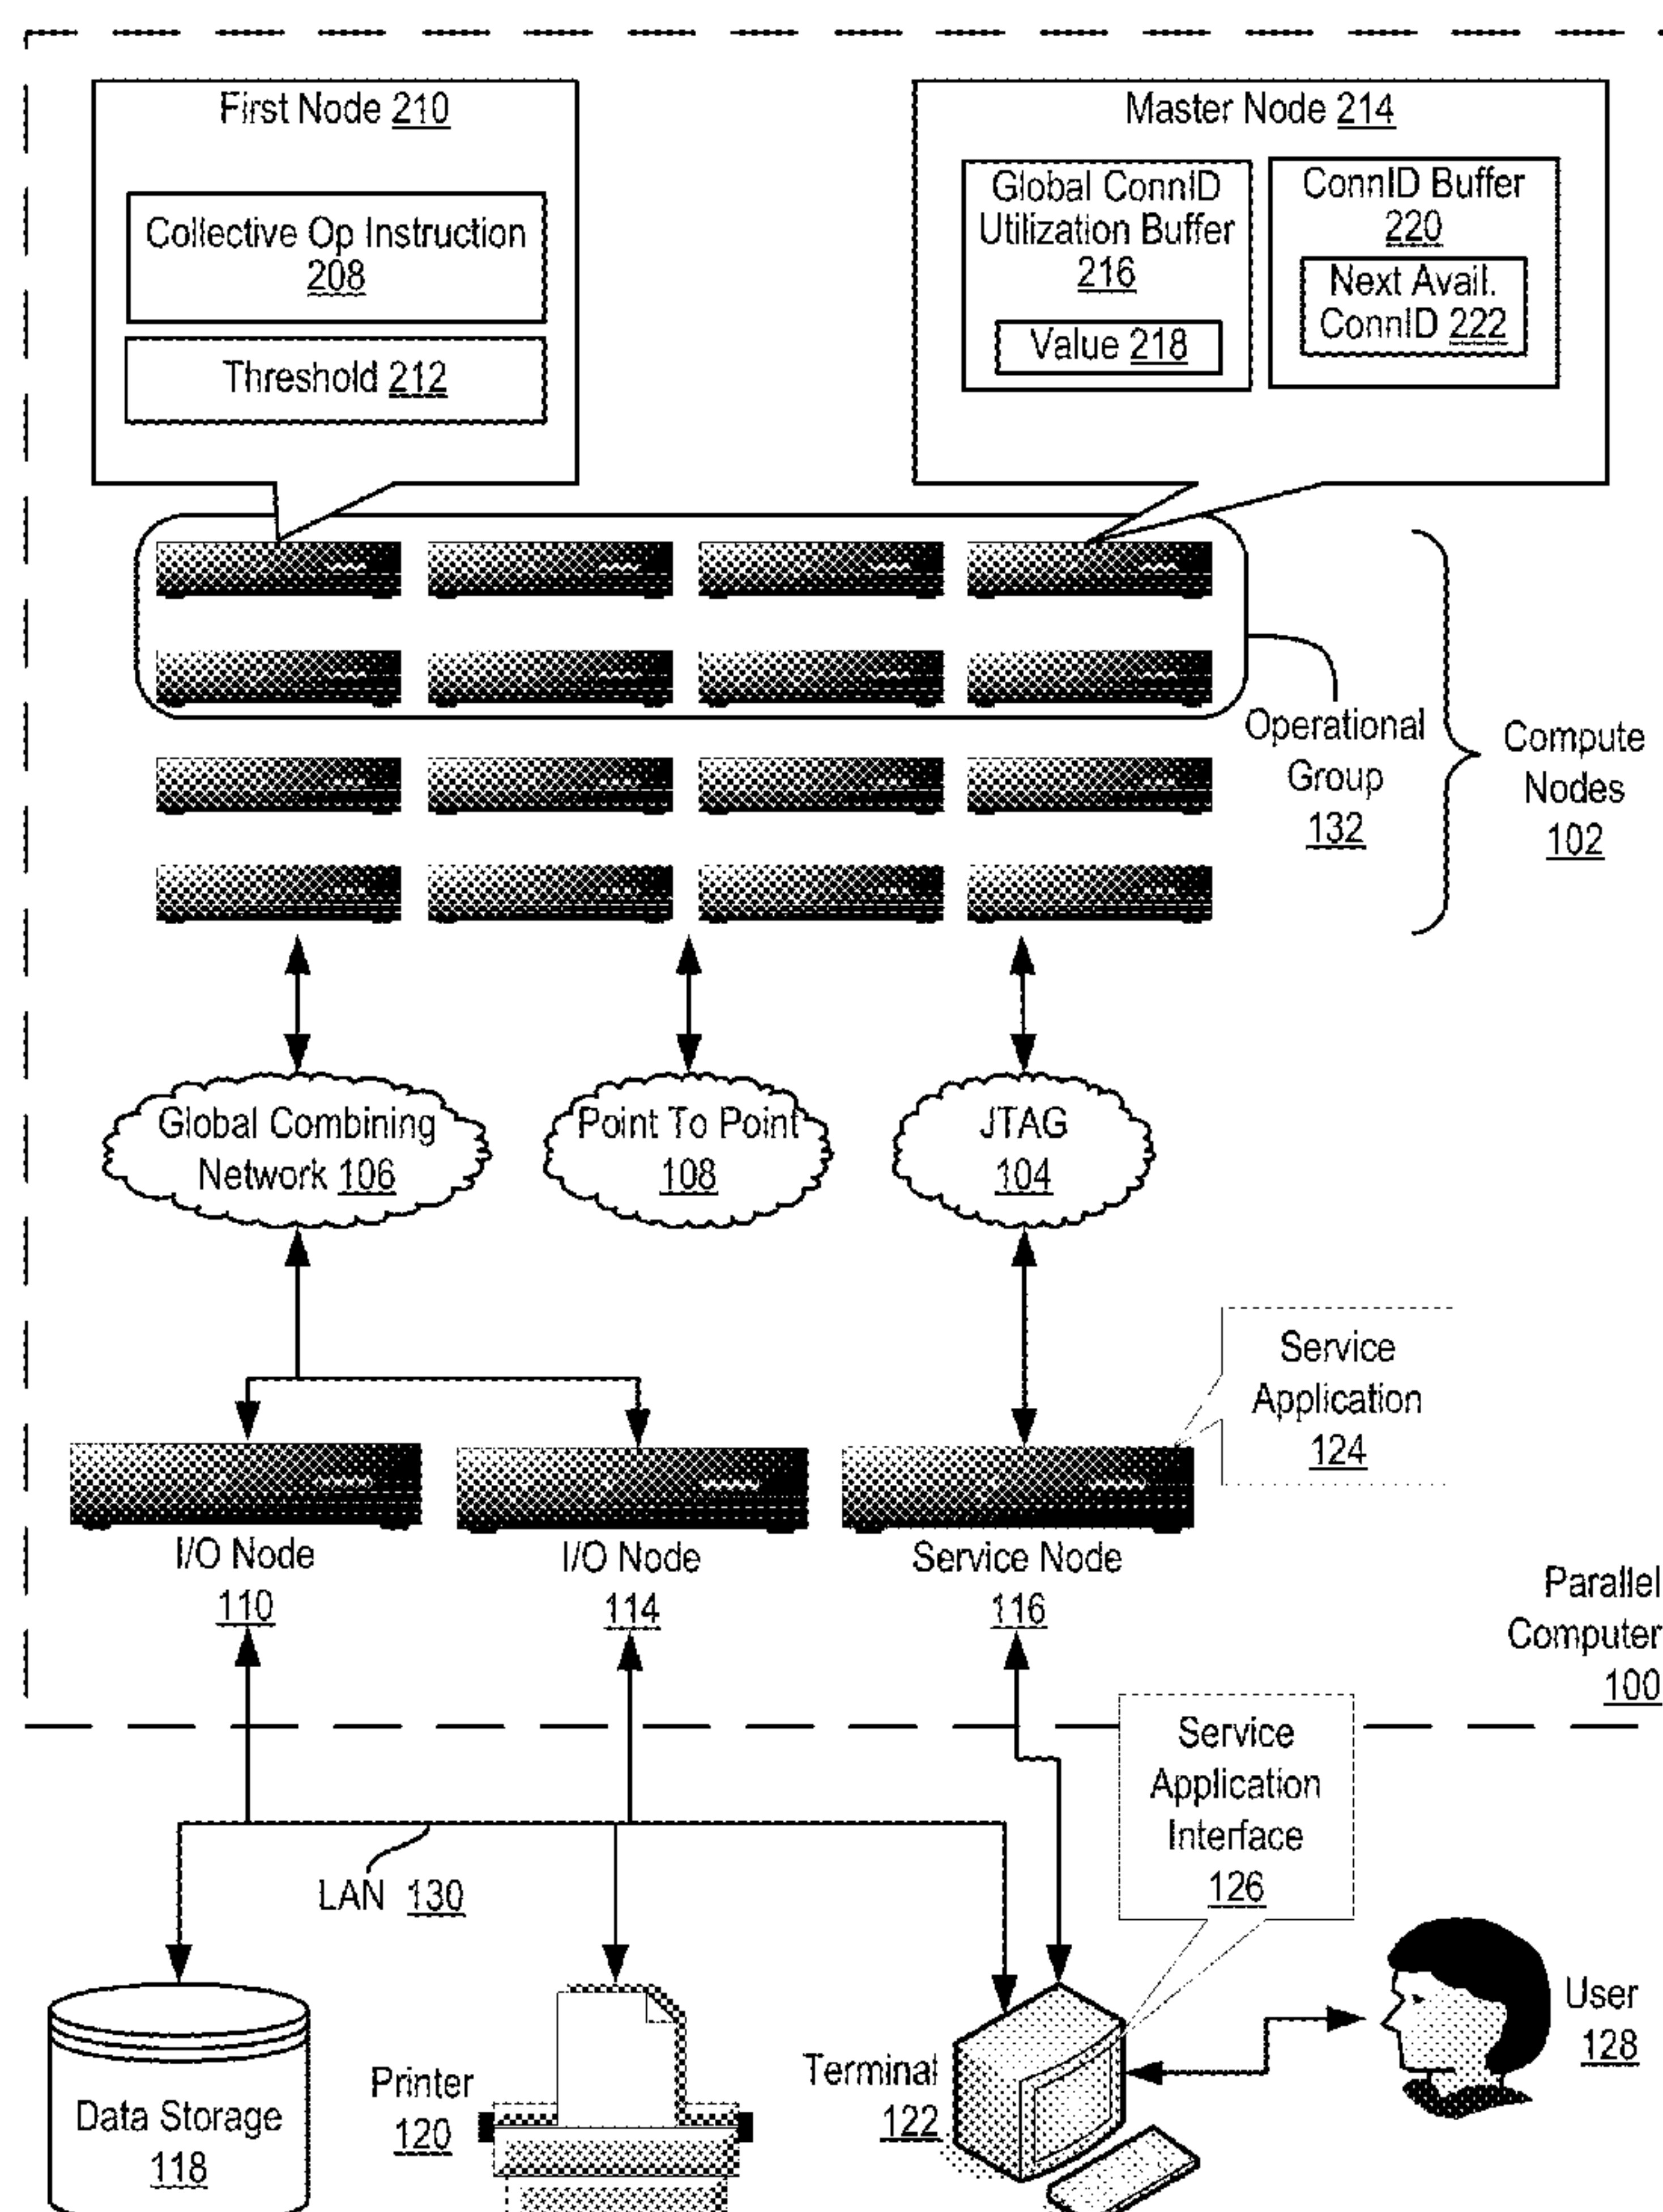 First Node 210
Collective Op Instruction
208
Threshold 212
Master Node 214
Global ConnID
Utilization Buffer
216
Value 218
ConnID Buffer
220
Next Avail.
ConnID 222
Operational
Group
132
Compute
Nodes
102
Global Combining
Network 106
Point To Point
108
JTAG
104
Service
Application
124
I/O Node
110
I/O Node
114
Service Node
116
Parallel
Computer
100
Service
Application
Interface
126
LAN 130
Data Storage
118
Printer
120
Terminal
122
User
128